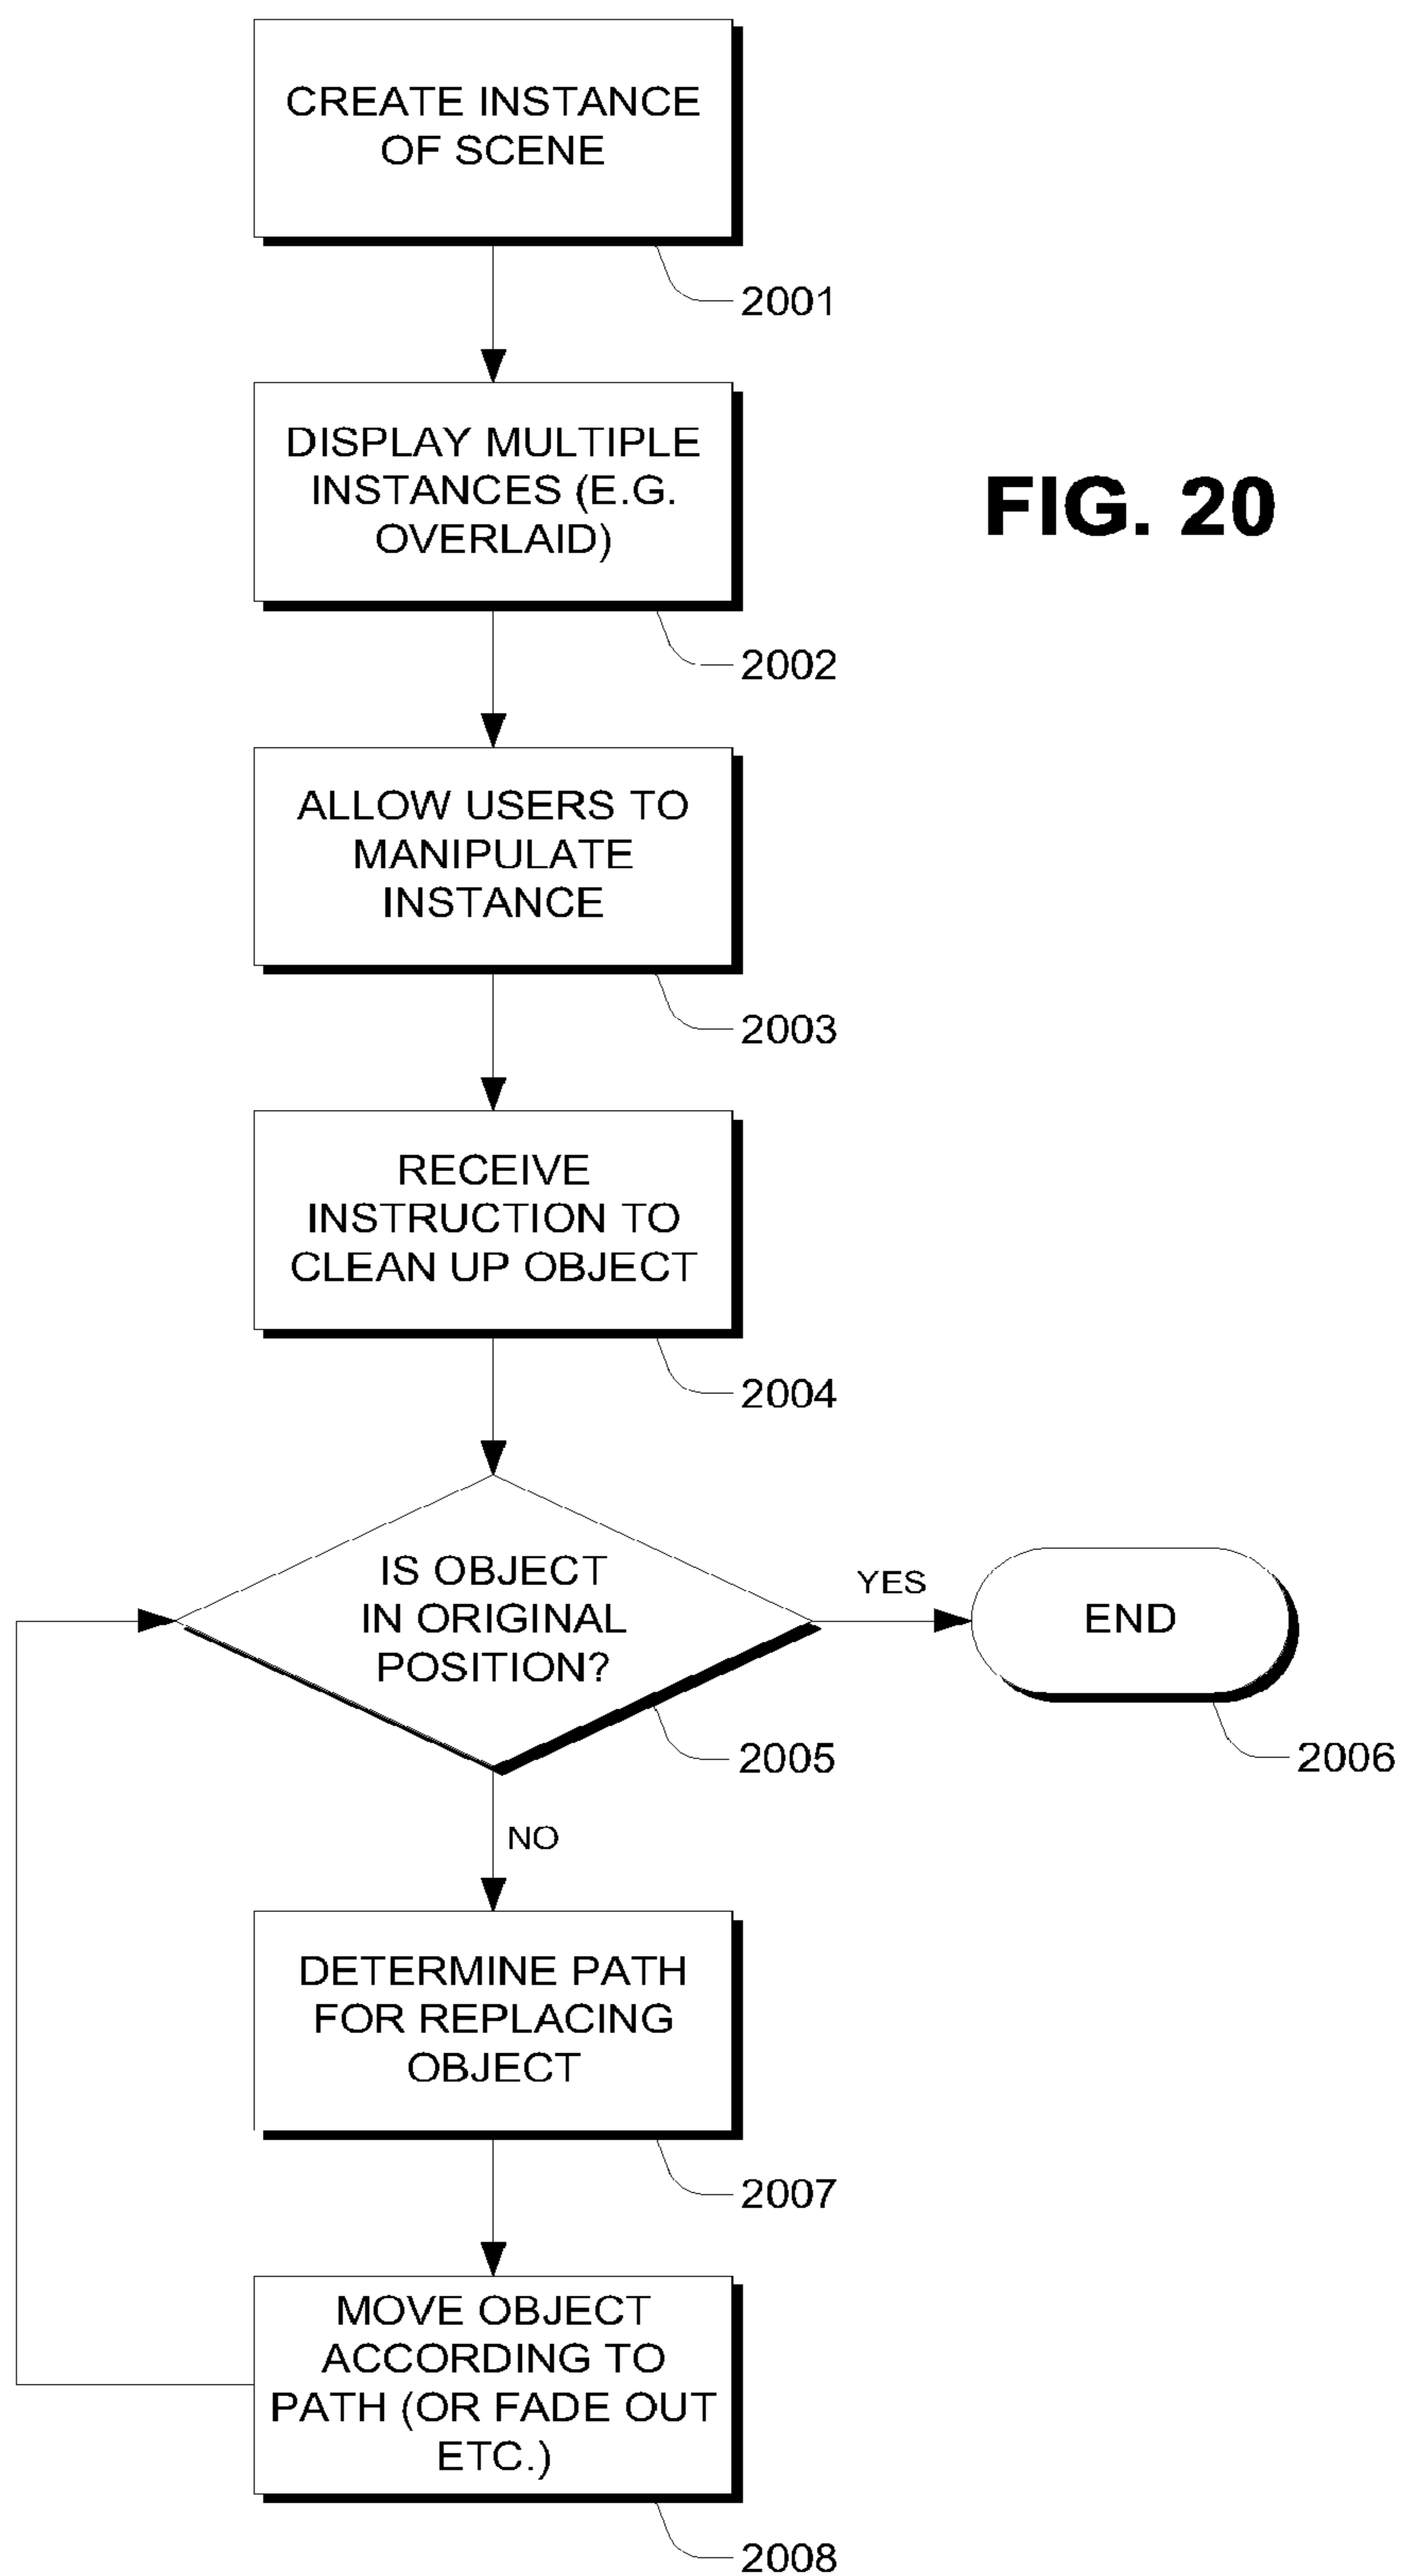 CREATE INSTANCE
OF SCENE
2001
DISPLAY MULTIPLE
INSTANCES (E.G.
OVERLAID)
FIG. 20
2002
ALLOW USERS TO
MANIPULATE
INSTANCE
2003
RECEIVE
INSTRUCTION TO
CLEAN UP OBJECT
2004
IS OBJECT
IN ORIGINAL
POSITION?
YES
END
2005
2006
NO
DETERMINE PATH
FOR REPLACING
OBJECT
2007
MOVE OBJECT
ACCORDING TO
PATH (OR FADE OUT
ETC.)
2008